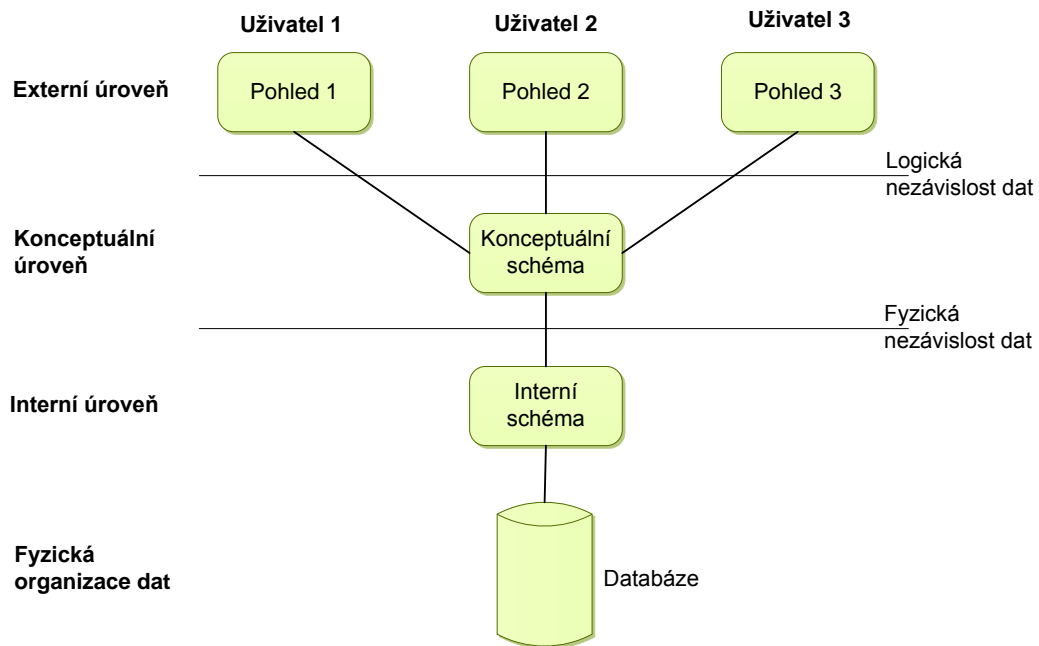 Uživatel 1
Uživatel 2
Uživatel 3
Externí úroveň
Pohled 1
Pohled 2
Pohled 3
Logická
nezávislost dat
Konceptuální
úroveň
Konceptuální
schéma
Fyzická
nezávislost dat
Interní úroveň
Interní
schéma
Fyzická
organizace dat
Databáze